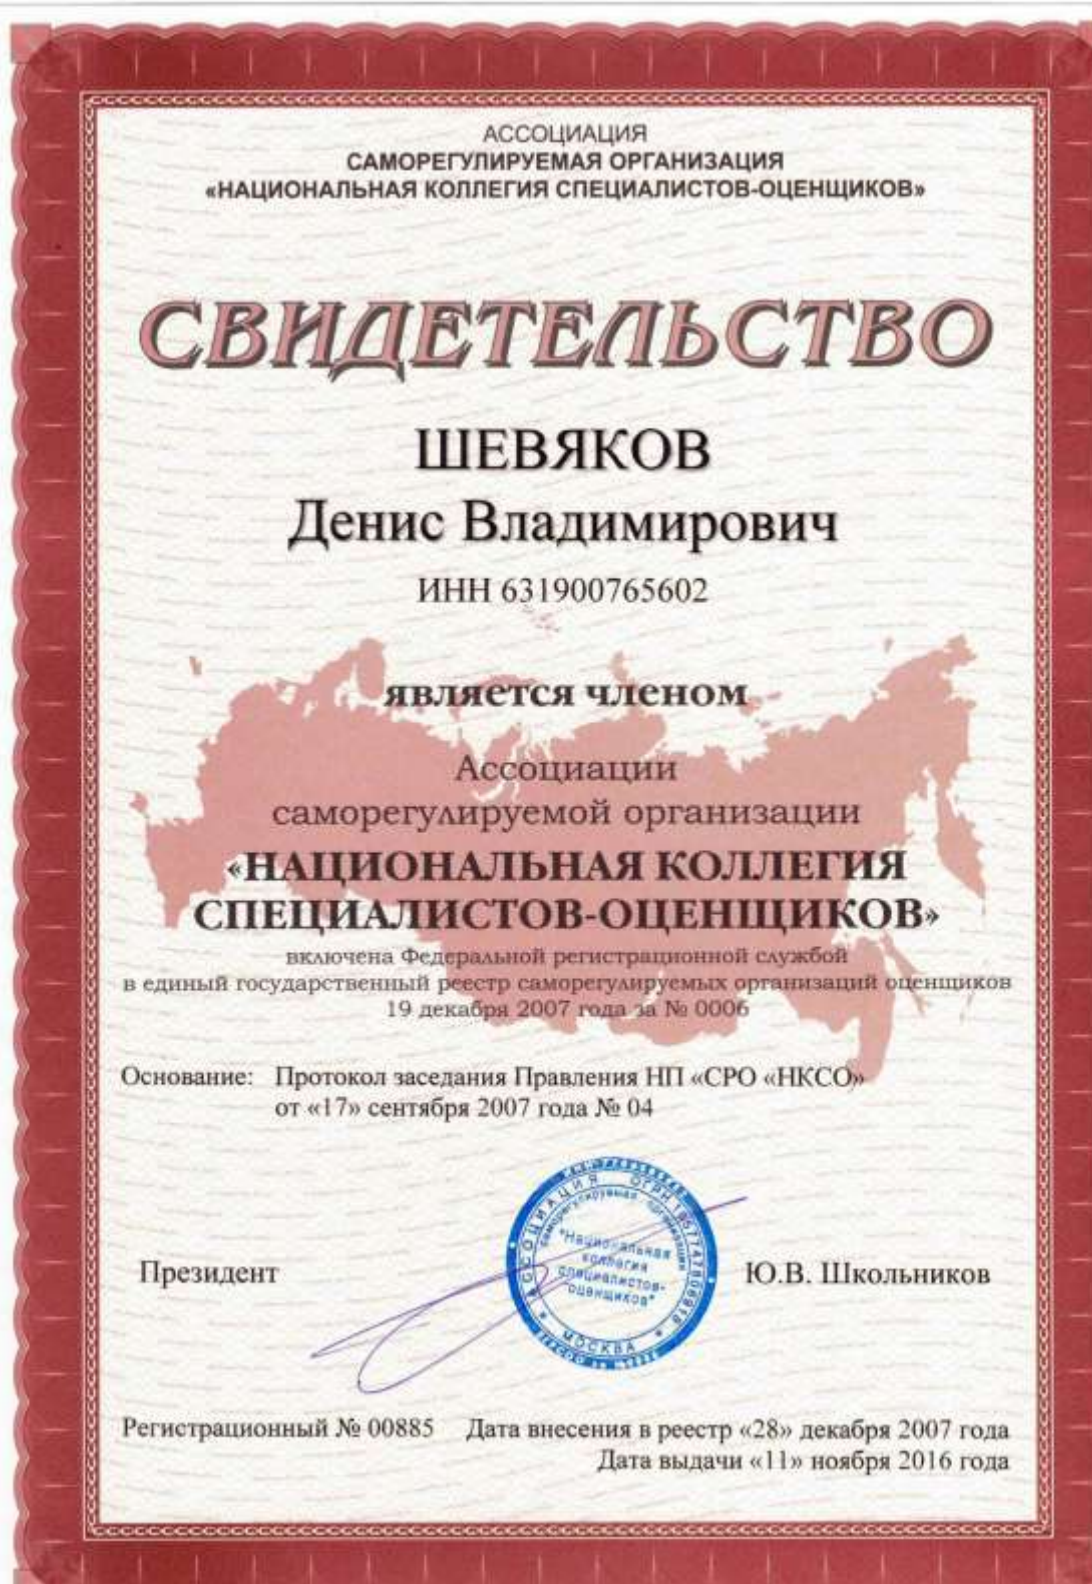 АССОЦИАЦИЯ
САМОРЕГУЛИРУЕМАЯ ОРГАНИЗАЦИЯ
«НАЦИОНАЛЬНАЯ КОЛЛЕГИЯ СПЕЦИАЛИСТОВ-ОЦЕНЩИКОВ»
СВИДЕТЕЛЬСТВО
ШЕВЯКОВ
Денис Владимирович
ИНН 631900765602
является членом
Ассоциации
саморегулируемой организации
«НАЦИОНАЛЬНАЯ КОЛЛЕГИЯ
СПЕЦИАЛИСТОВ-ОЦЕНЩИКОВ»
включена Федеральной регистрационной службой
в единый государственный реестр саморегулируемых организаций оценщиков
19 декабря 2007 года за № 0006
Основание: Протокол заседания Правления НП «СРО «НКСО»
от «17» сентября 2007 года № 04
АССОЦИАЦИЯ ОГРН
саморегулируемая организация
"Национальная
коллегия
специалистов-
оценщиков"
МОСКВА
Президент
Ю.В. Школьников
Регистрационный № 00885 Дата внесения в реестр «28» декабря 2007 года
Дата выдачи «11» ноября 2016 года